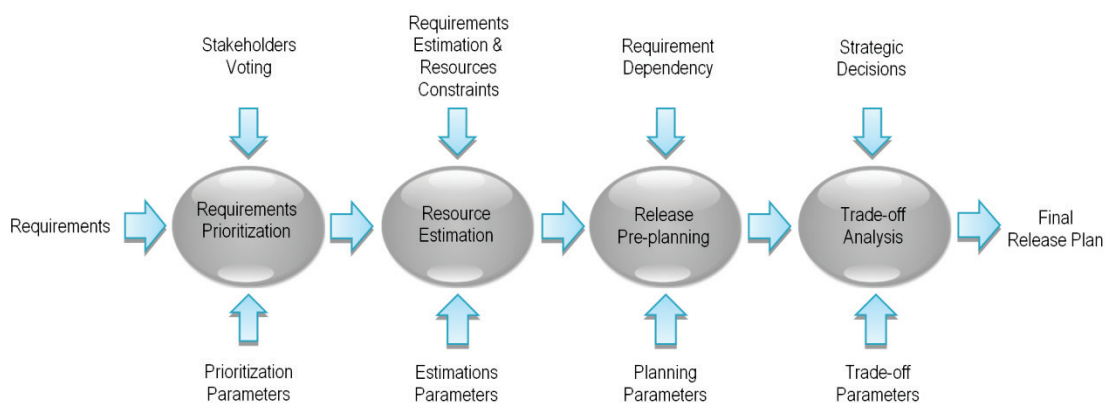 Stakeholders
Voting
Requirements
Estimation &
Resources
Constraints
Requirement
Dependency
Strategic
Decisions
Requirements
Requirements
Prioritization
Resource
Estimation
Release
Pre-planning
Trade-off
Analysis
Final
Release Plan
Prioritization
Parameters
Estimations
Parameters
Planning
Parameters
Trade-off
Parameters